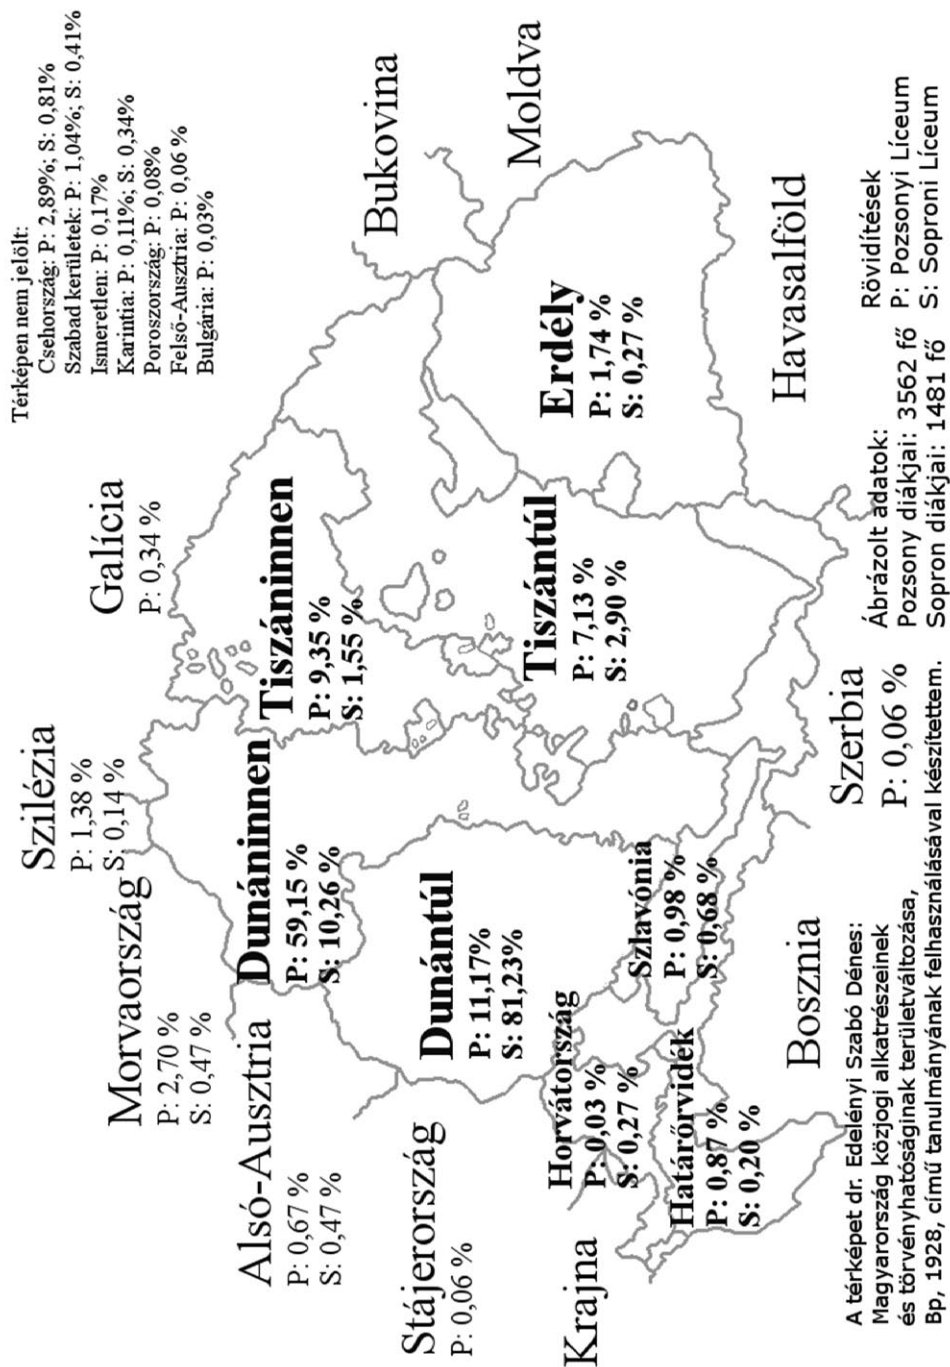 Térképen nem jelölt:
Csehország: P: 2,89%; S: 0,81%
Szabad kerületek: P: 1,04%; S: 0,41%
Ismeretlen: P: 0,17%
Karintia: P: 0,11%; S: 0,34%
Poroszország: P: 0,08%
Felső-Ausztria: P: 0,06 %
Bulgária: P: 0,03%
Szilézia
P: 1,38 %
S: 0,14 %
Galícia
P: 0,34 %
Morvaország
P: 2,70 %
S: 0,47 %
Bukovina
Moldva
Alsó-Ausztria
P: 0,67 %
S: 0,47 %
Dunáninnen
P: 59,15 %
S: 10,26 %
Tiszáninnen
P: 9,35 %
S: 1,55 %
Stájerország
P: 0,06 %
Dunántúl
P: 11,17%
S: 81,23%
Tiszántúl
P: 7,13 %
S: 2,90 %
Erdély
P: 1,74 %
S: 0,27 %
Krajna
Horvátország
P: 0,03 %
S: 0,27 %
Szlavónia
P: 0,98 %
S: 0,68 %
Határőrvidék
P: 0,87 %
S: 0,20 %
Bosznia
Szerbia
P: 0,06 %
Havasalföld
A térképet dr. Edelényi Szabó Dénes:
Magyarország közjogi alkatrészeinek
és törvényhatóságinak területváltozása,
Bp, 1928, című tanulmányának felhasználásával készítettem.
Ábrázolt adatok:
Pozsony diákjai: 3562 fő
Sopron diákjai: 1481 fő
Rövidítések
P: Pozsonyi Líceum
S: Soproni Líceum